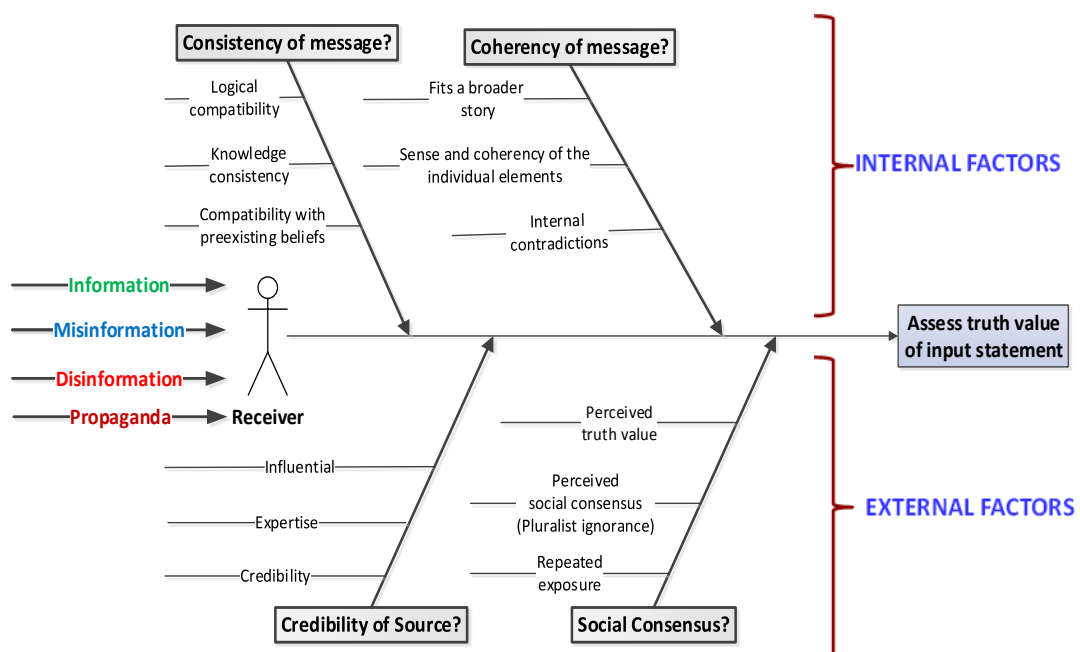 Consistency of message?
Coherency of message?
Logical
compatibility
Knowledge
consistency
Compatibility with
preexisting beliefs
Fits a broader
story
Sense and coherency of the
individual elements
Internal
contradictions
INTERNAL FACTORS
Information
Misinformation
Disinformation
Propaganda
Receiver
Assess truth value
of input statement
Influential
Expertise
Credibility
Perceived
truth value
Perceived
social consensus
(Pluralist ignorance)
Repeated
exposure
EXTERNAL FACTORS
Credibility of Source?
Social Consensus?